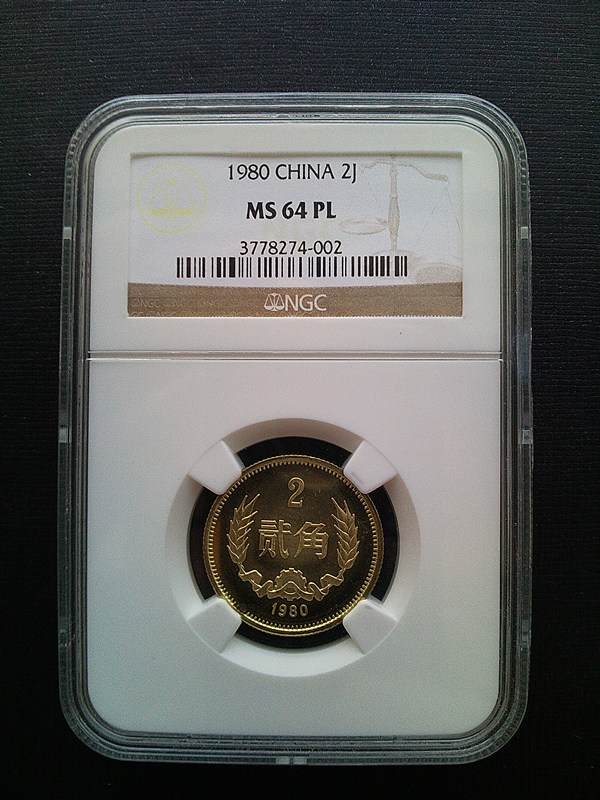 1980 CHINA 2J
MS 64 PL
3778274-002
NGC
2
贰角
1980